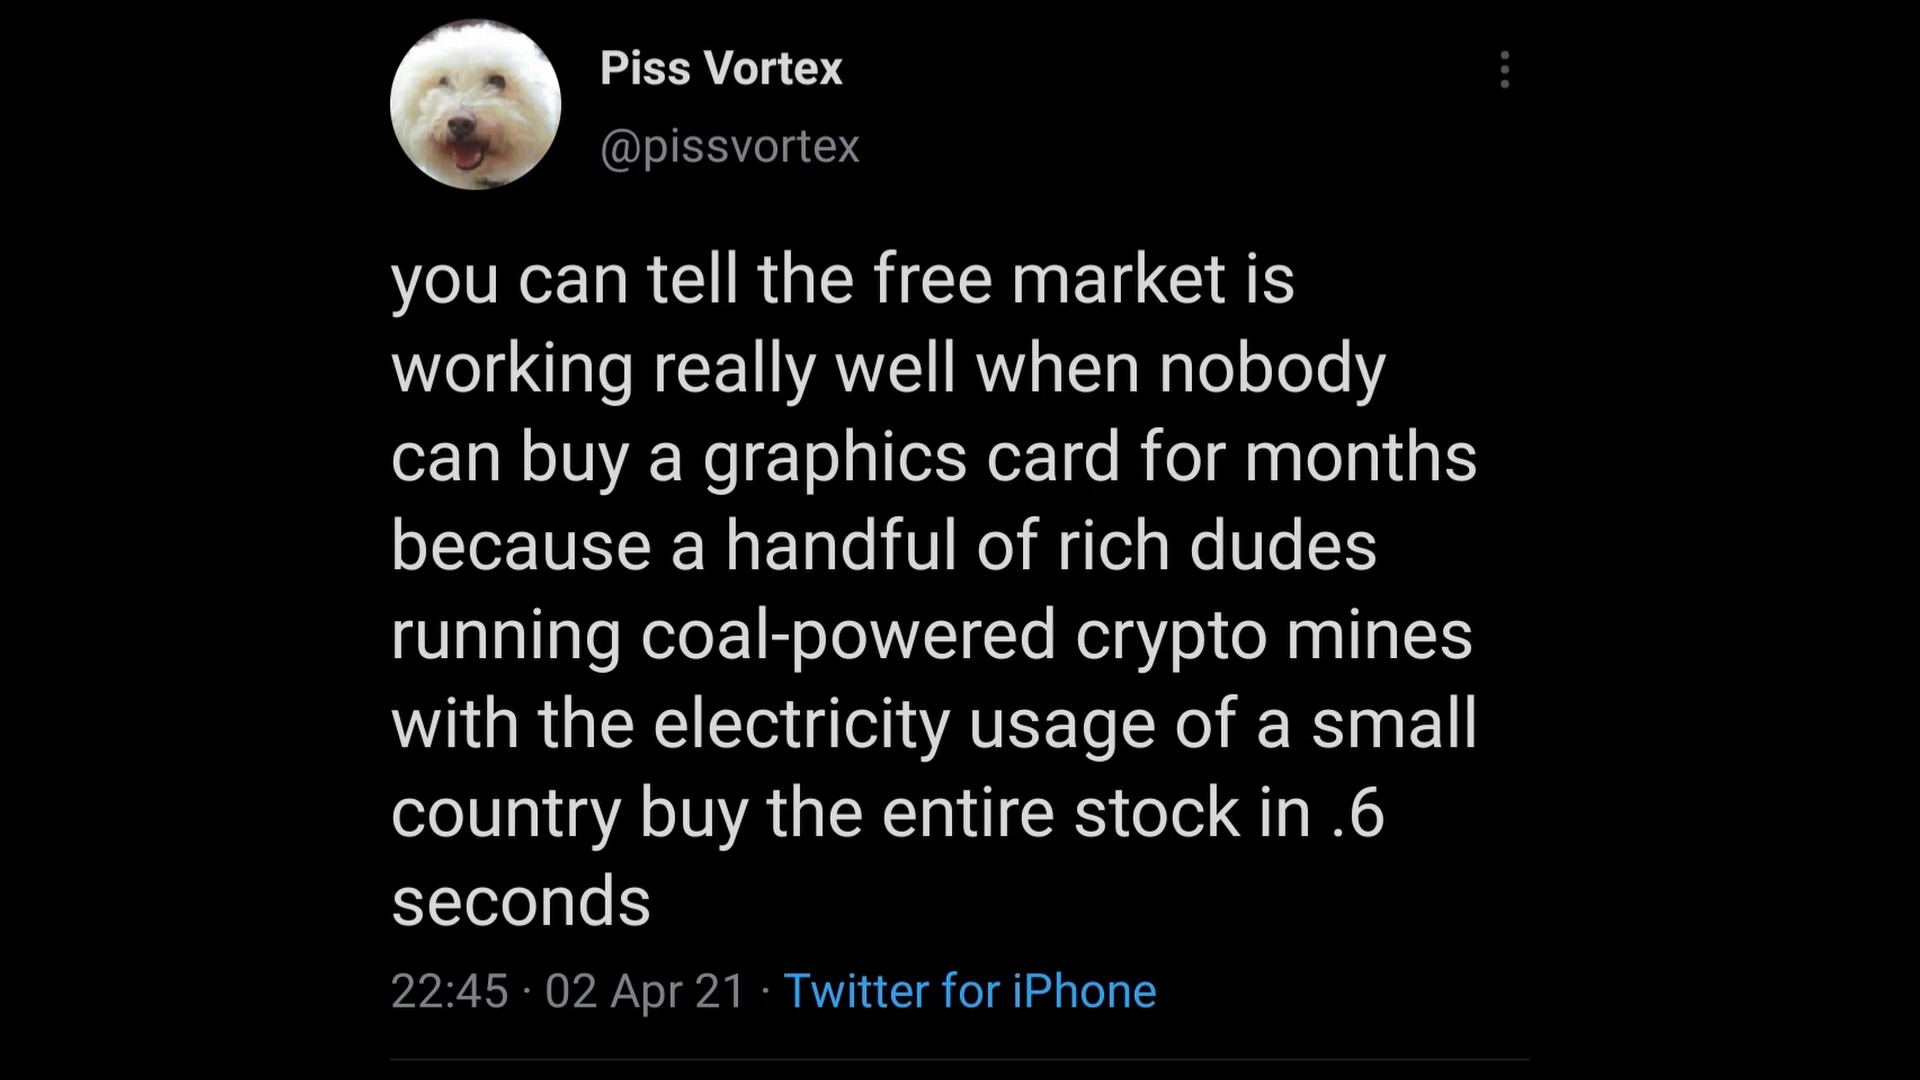 Piss Vortex
@pissvortex
you can tell the free market is
working really well when nobody
can buy a graphics card for months
because a handful of rich dudes
running coal-powered crypto mines
with the electricity usage of a small
country buy the entire stock in .6
seconds
22:45 · 02 Apr 21 · Twitter for iPhone